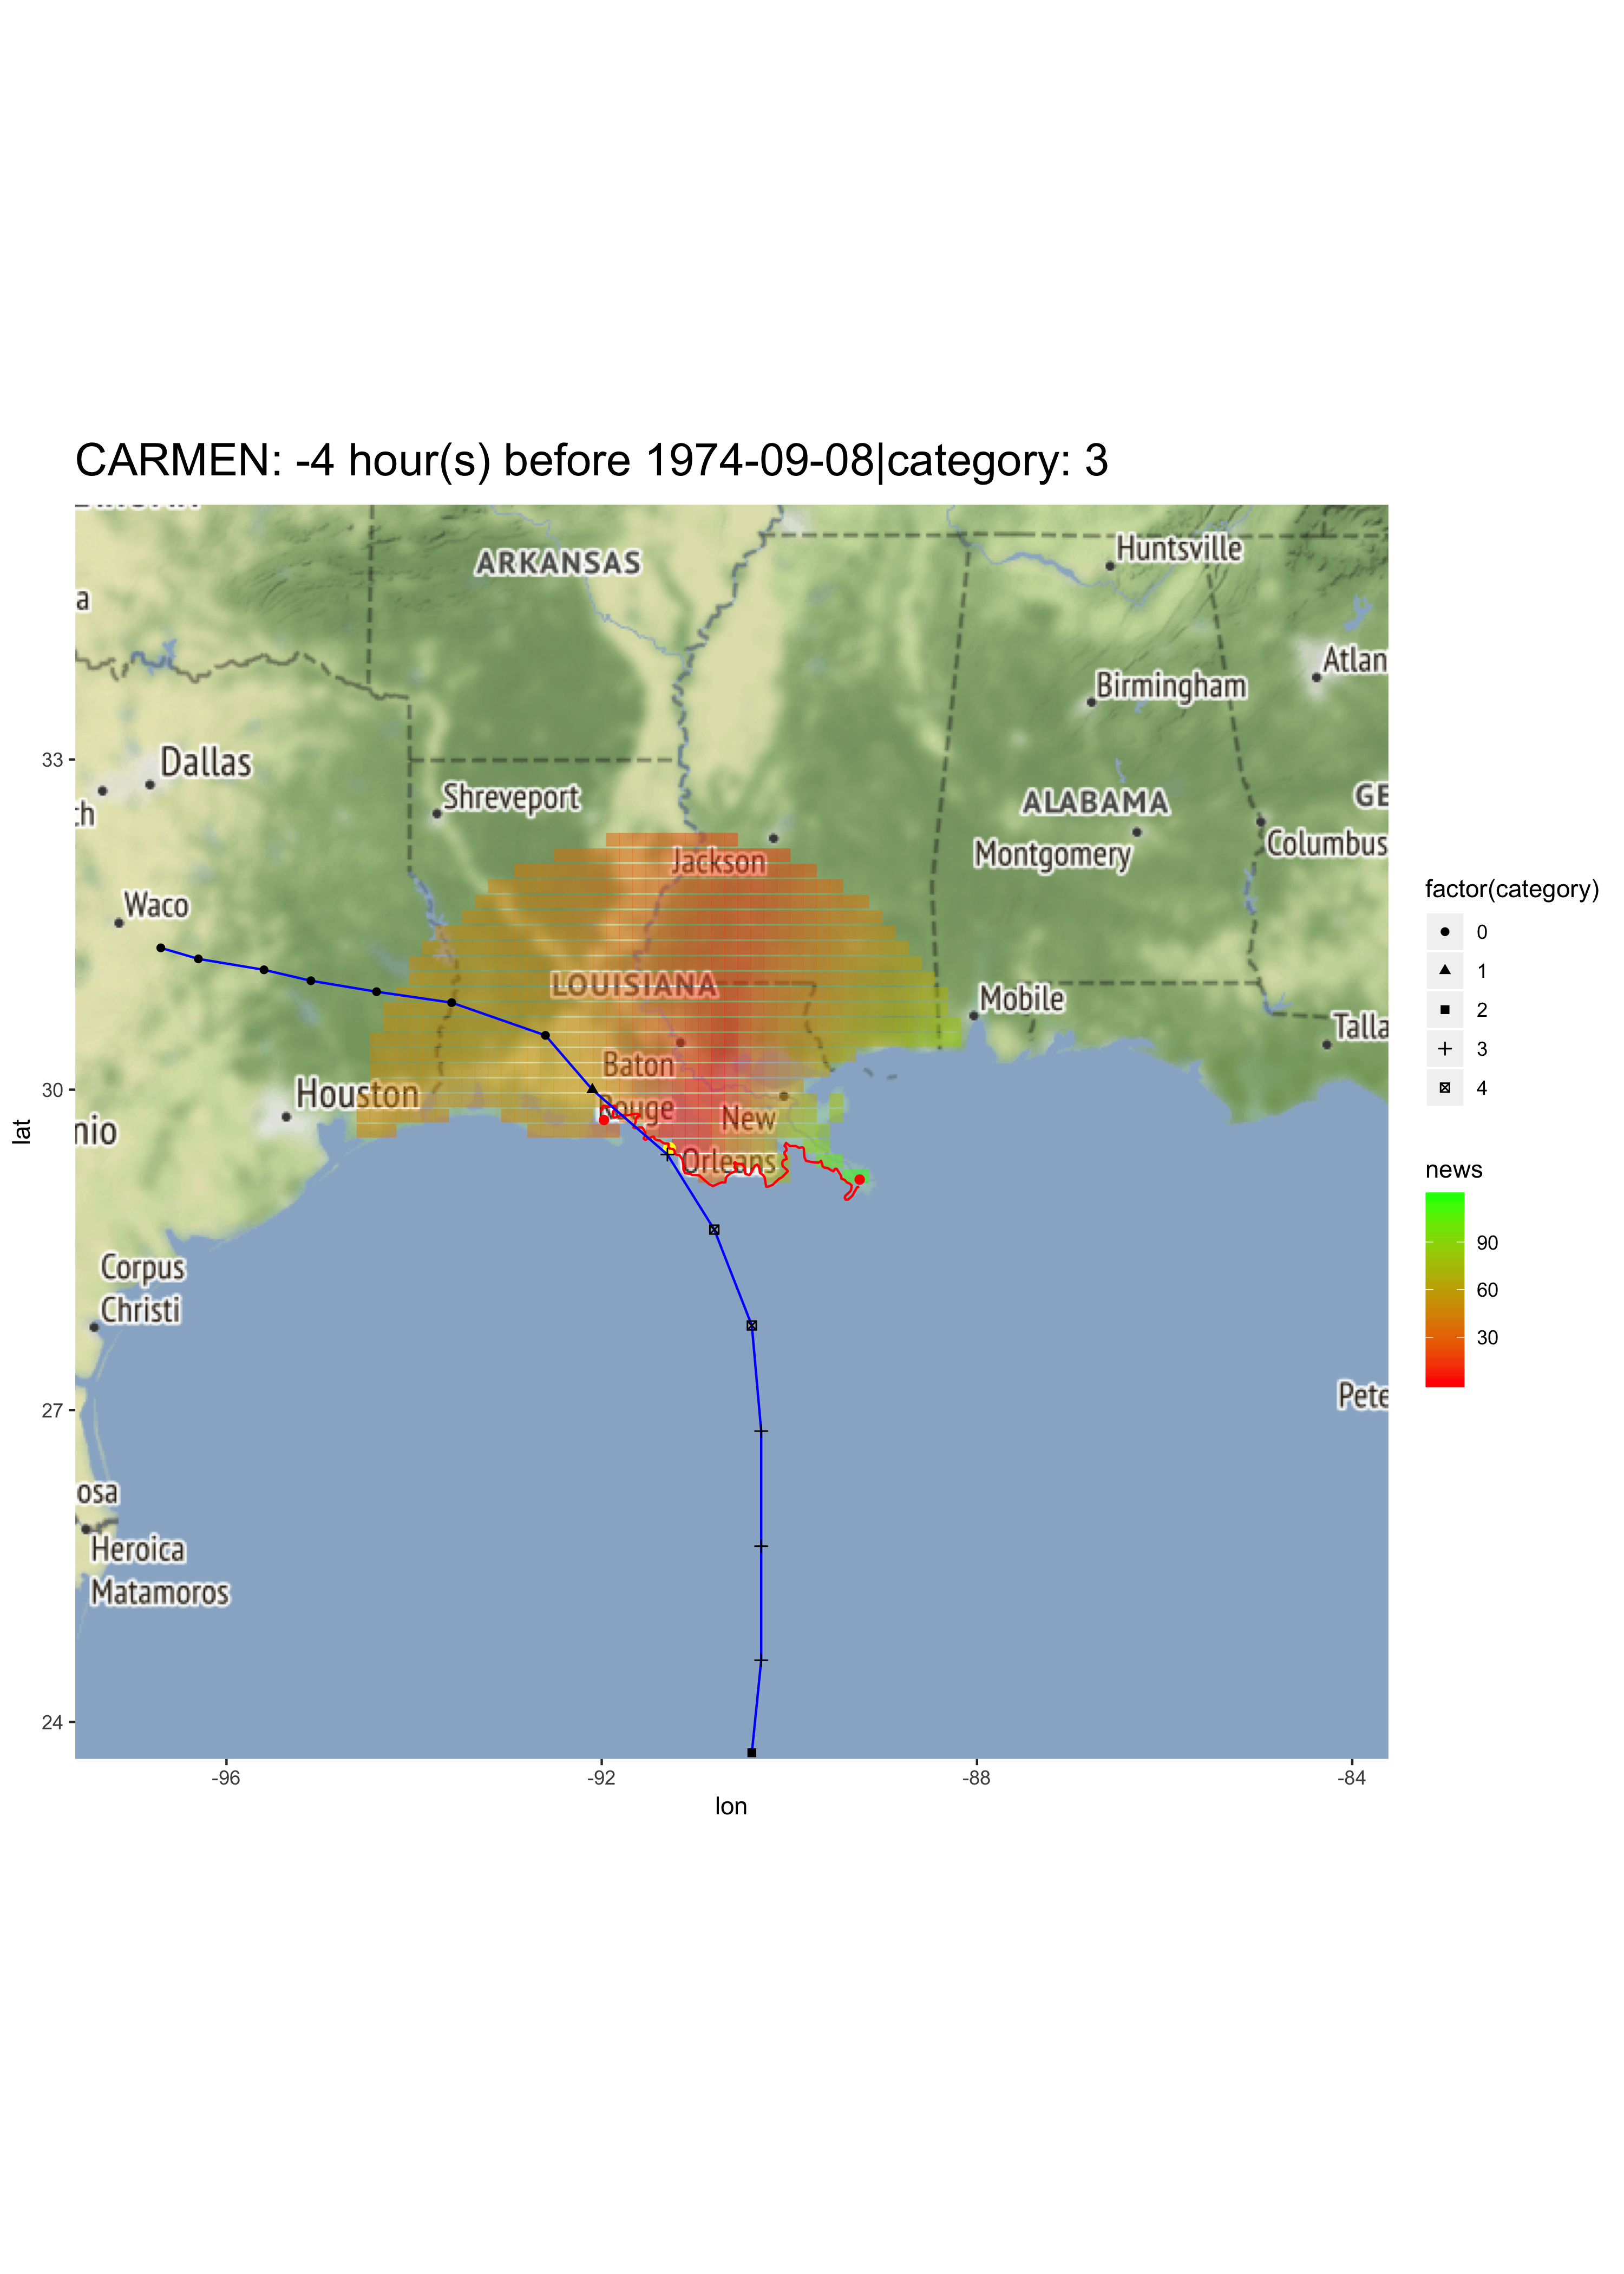 CARMEN: -4 hour(s) before 1974-09-08|category: 3
ARKANSAS
Huntsville
a
Atlan
Birmingham
33
Dallas
Shreveport
ch
ALABAMA
GE
Columbus
Montgomery
Jackson
Waco
LOUISIANA
Mobile
Talla
30
Baton
Rouge
Houston
New
Orleans
nio
lat
Corpus
Christi
27
Pete
osa
Heroica
Matamoros
24
-96
-92
-88
-84
lon
factor(category)
0
1
2
3
4
news
90
60
30